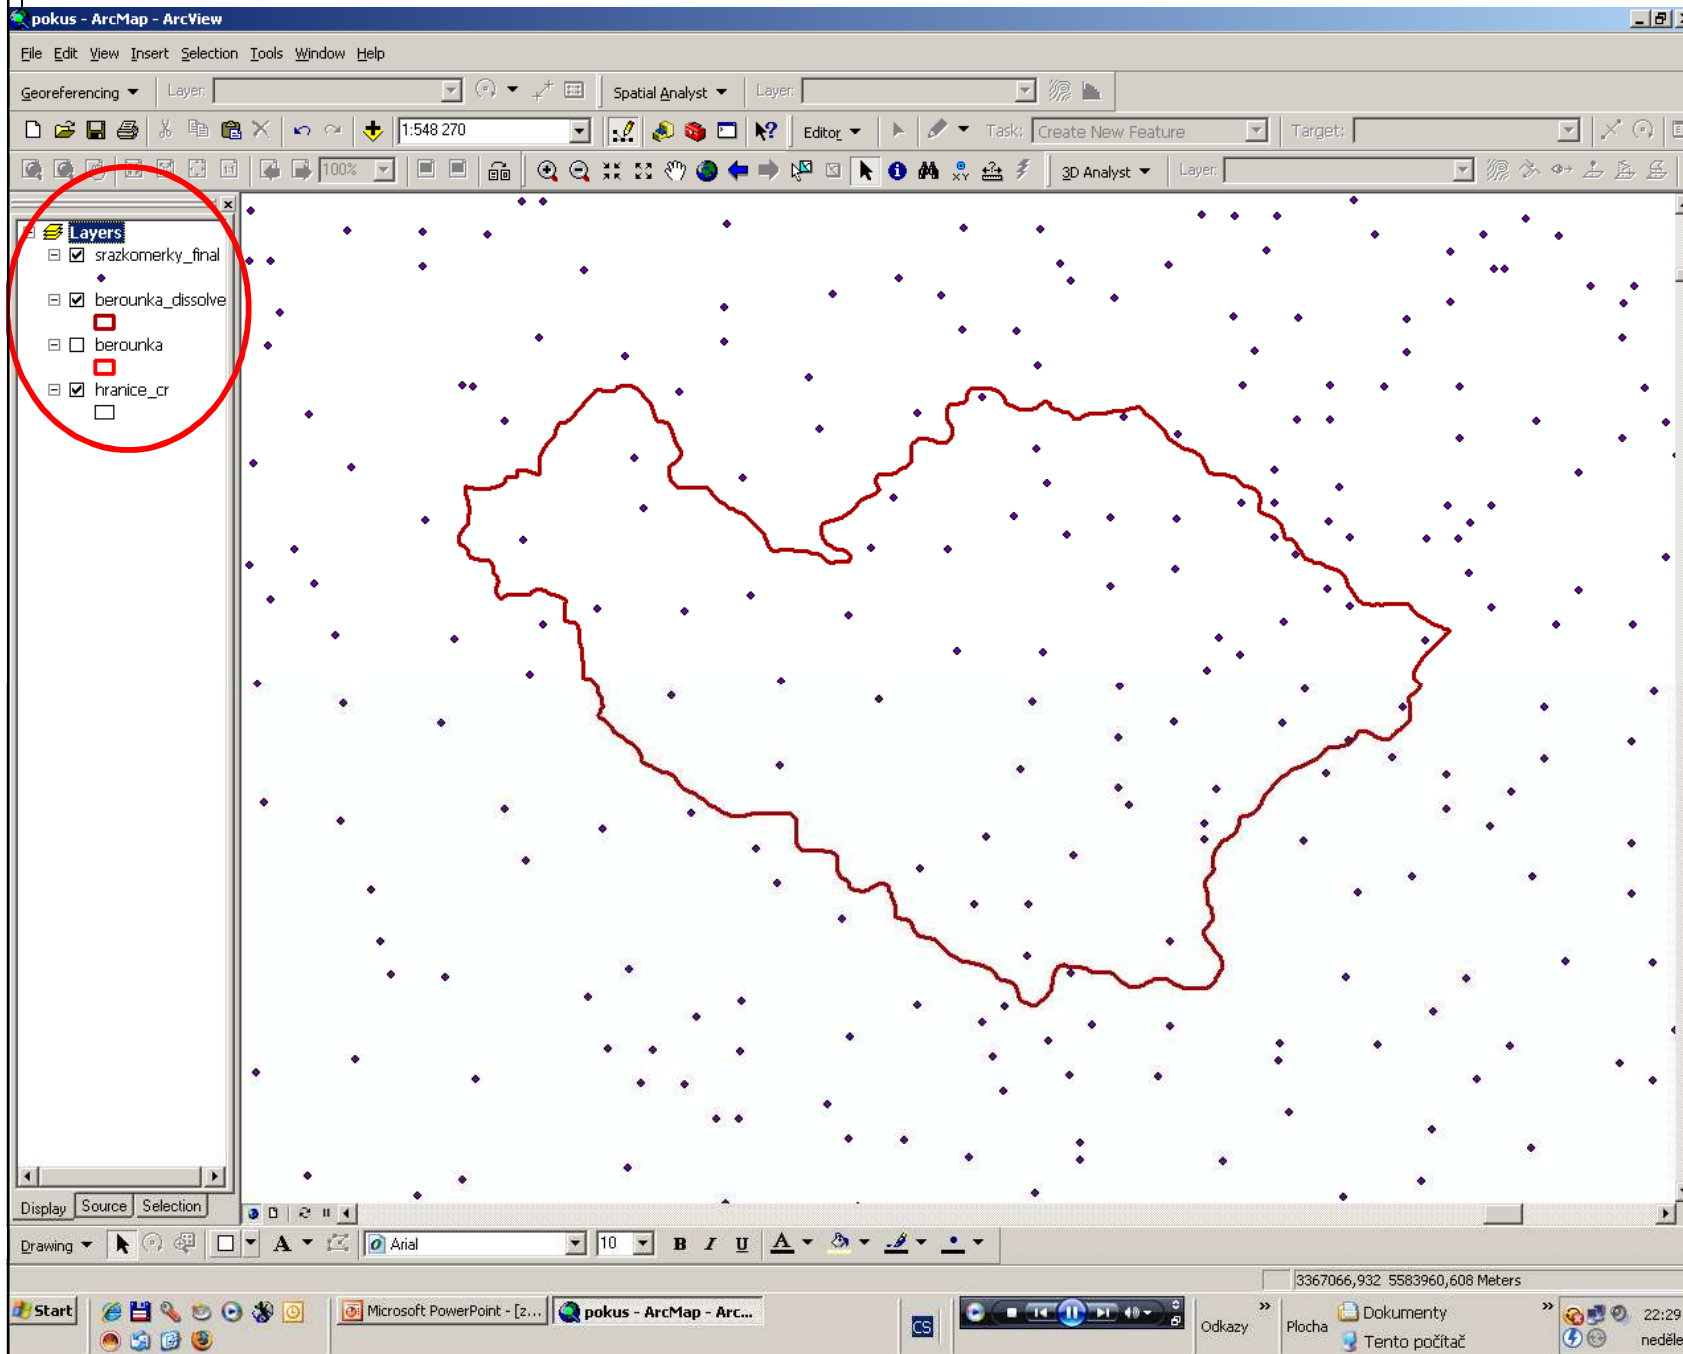 pokus - ArcMap - ArcView
File Edit View Insert Selection Tools Window Help
Georeferencing Layer: Spatial Analyst Layer:
1:548 270 Editor Task: Create New Feature Target:
100% 3D Analyst Layer:
Layers
srazkomerky_final
berounka_dissolve
berounka
hranice_cr
Display Source Selection
Drawing A Arial 10 B I U A
3367066,932 5583960,608 Meters
Start Microsoft PowerPoint - [z... pokus - ArcMap - Arc... CS Odkazy » Plocha Dokumenty » 22:29
Tento počítač neděle